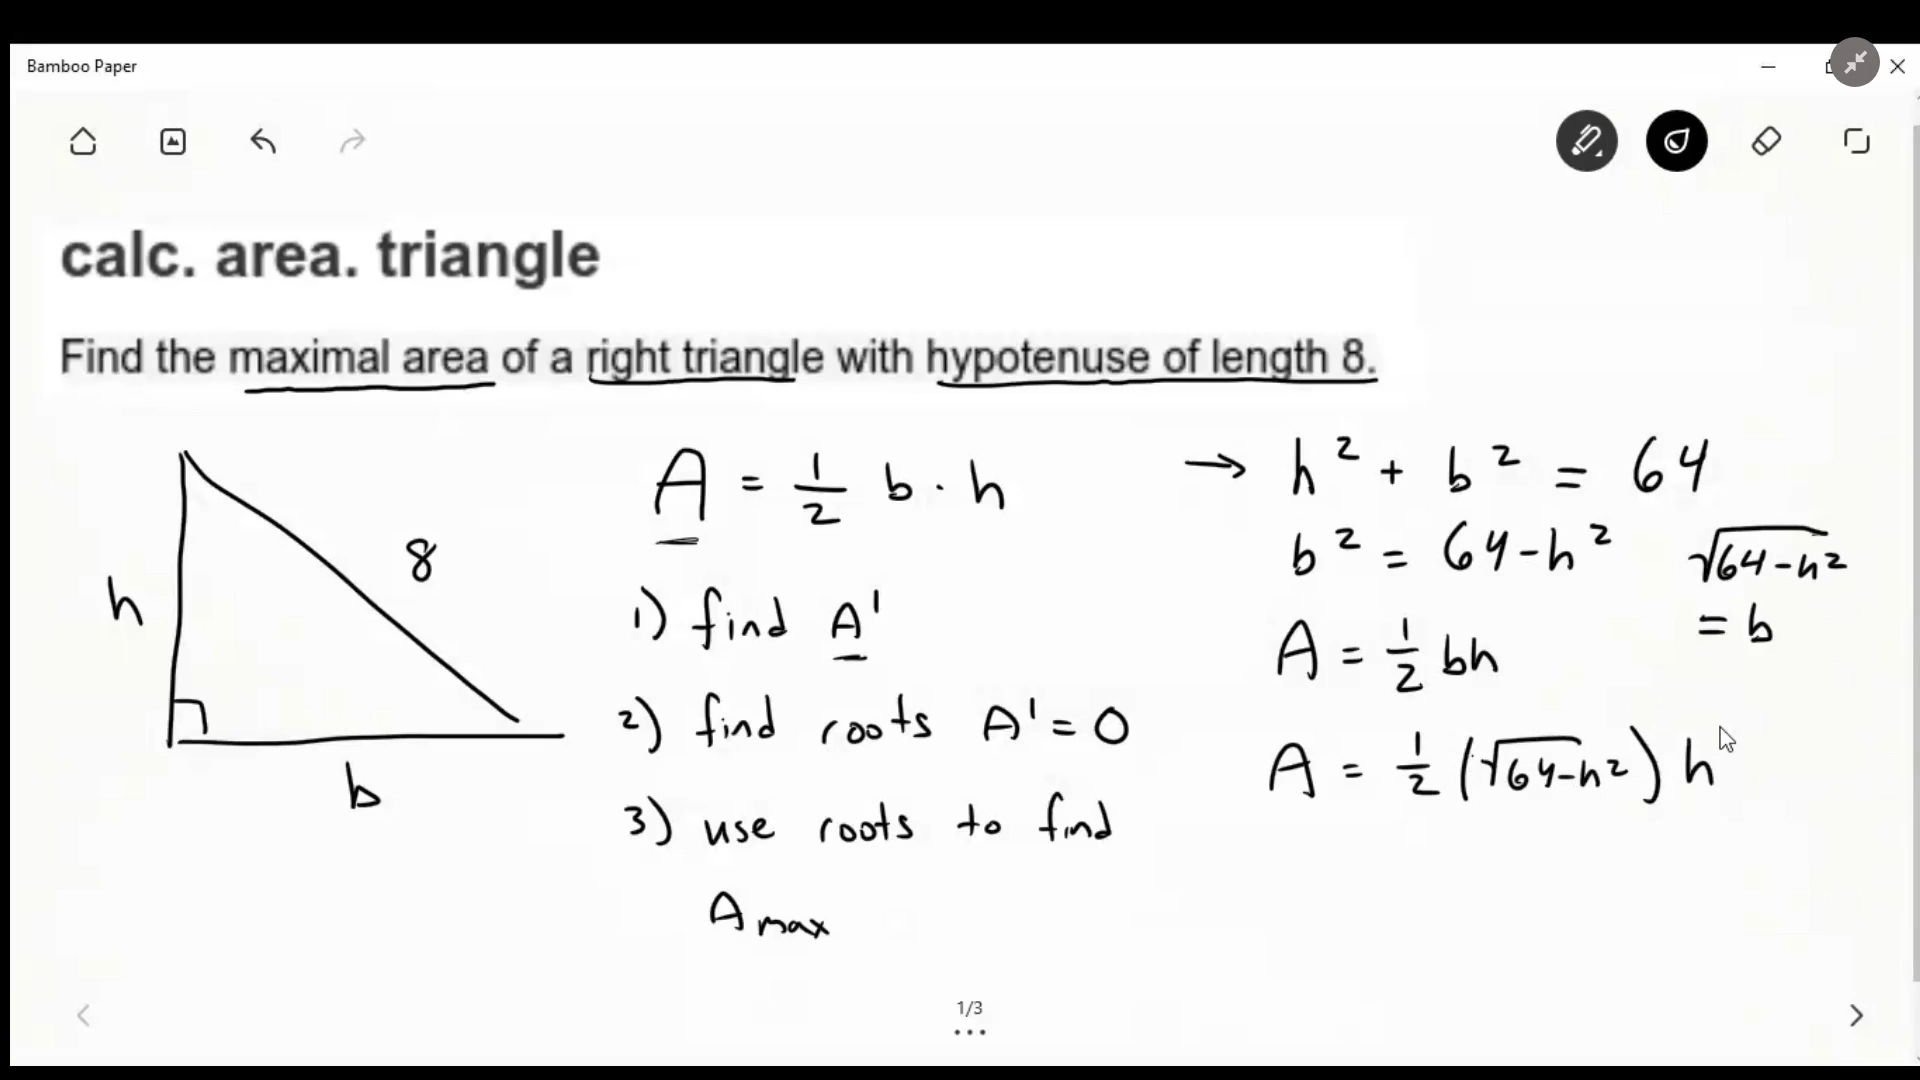 Bamboo Paper
calc. area. triangle
Find the maximal area of a right triangle with hypotenuse of length 8.
h
8
b
A = 1/2 b · h
1) find A'
2) find roots A' = 0
3) use roots to find
A max
→ h² + b² = 64
b² = 64 - h²
√64-h²
= b
A = 1/2 bh
A = 1/2 (√64-h²) h
1/3